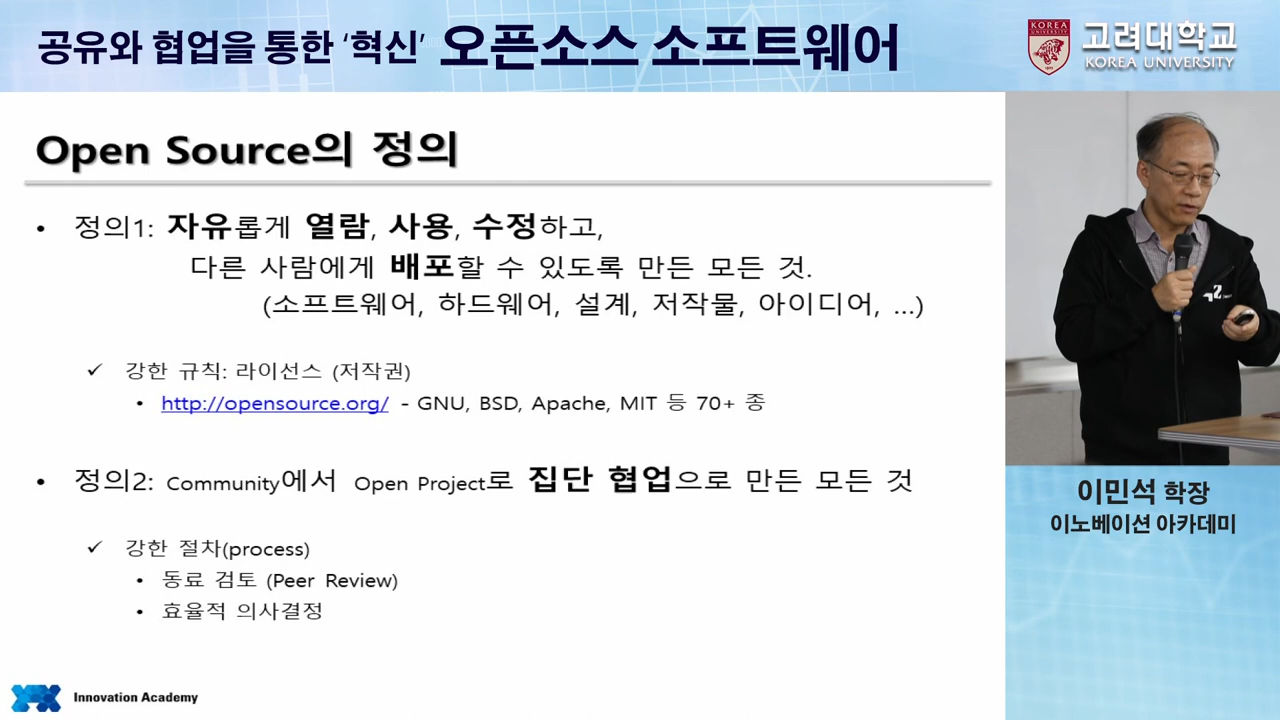 공유와 협업을 통한 ‘혁신’ 오픈소스 소프트웨어
KOREA UNIVERSITY
고려대학교
KOREA UNIVERSITY
Open Source의 정의
• 정의1: 자유롭게 열람, 사용, 수정하고,
다른 사람에게 배포할 수 있도록 만든 모든 것.
(소프트웨어, 하드웨어, 설계, 저작물, 아이디어, ...)
✓ 강한 규칙: 라이선스 (저작권)
• http://opensource.org/ - GNU, BSD, Apache, MIT 등 70+ 종
• 정의2: Community에서 Open Project로 집단 협업으로 만든 모든 것
✓ 강한 절차(process)
• 동료 검토 (Peer Review)
• 효율적 의사결정
이민석 학장
이노베이션 아카데미
Innovation Academy